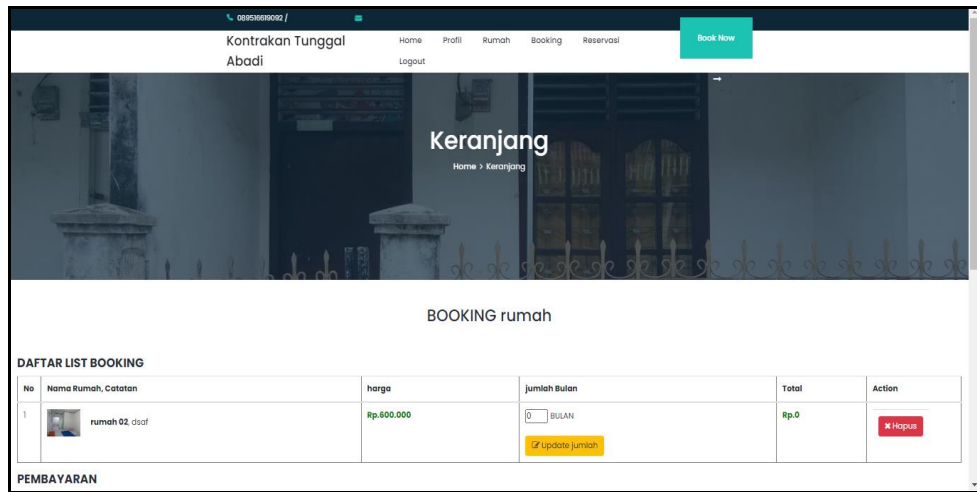 089516619092 /
Kontrakan Tunggal
Abadi
Home Profil Rumah Booking Reservasi
Logout
Book Now
Keranjang
Home > Keranjang
BOOKING rumah
DAFTAR LIST BOOKING
No Nama Rumah, Catatan harga jumlah Bulan Total Action
1 rumah 02, dsaf Rp.600.000 0 BULAN Rp.0 Hapus
Update jumlah
PEMBAYARAN